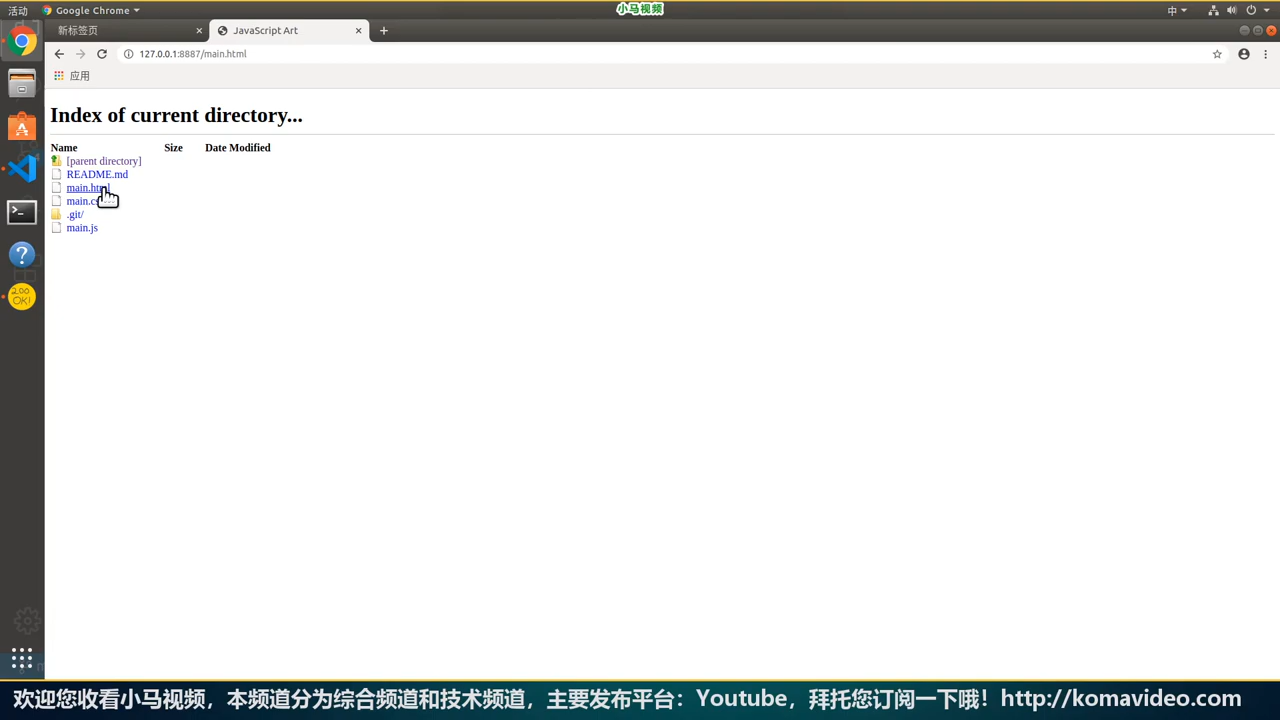 活动 Google Chrome 小马视频 中
新标签页 JavaScript Art
127.0.0.1:8887/main.html
应用
Index of current directory...
Name Size Date Modified
[parent directory]
README.md
main.html
main.cs
.git/
main.js
欢迎您收看小马视频，本频道分为综合频道和技术频道，主要发布平台：Youtube，拜托您订阅一下哦！http://komavideo.com